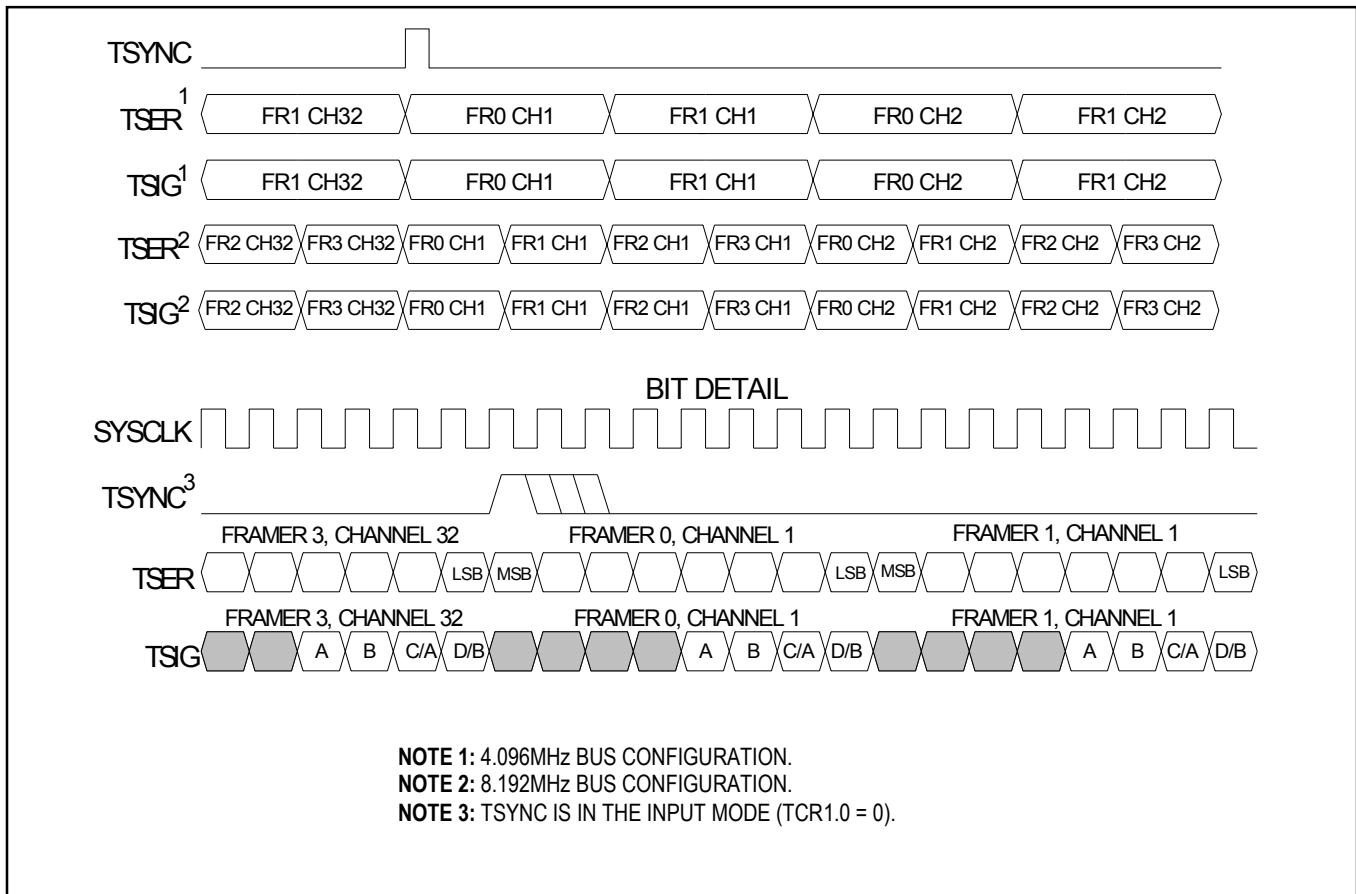 TSYNC
TSER1 FR1 CH32 FR0 CH1 FR1 CH1 FR0 CH2 FR1 CH2
TSIG1 FR1 CH32 FR0 CH1 FR1 CH1 FR0 CH2 FR1 CH2
TSER2 FR2 CH32 FR3 CH32 FR0 CH1 FR1 CH1 FR2 CH1 FR3 CH1 FR0 CH2 FR1 CH2 FR2 CH2 FR3 CH2
TSIG2 FR2 CH32 FR3 CH32 FR0 CH1 FR1 CH1 FR2 CH1 FR3 CH1 FR0 CH2 FR1 CH2 FR2 CH2 FR3 CH2
BIT DETAIL
SYSCLK
TSYNC3
FRAMER 3, CHANNEL 32 FRAMER 0, CHANNEL 1 FRAMER 1, CHANNEL 1
TSER LSB MSB LSB MSB LSB
FRAMER 3, CHANNEL 32 FRAMER 0, CHANNEL 1 FRAMER 1, CHANNEL 1
TSIG A B C/A D/B A B C/A D/B A B C/A D/B
NOTE 1: 4.096MHz BUS CONFIGURATION.
NOTE 2: 8.192MHz BUS CONFIGURATION.
NOTE 3: TSYNC IS IN THE INPUT MODE (TCR1.0 = 0).